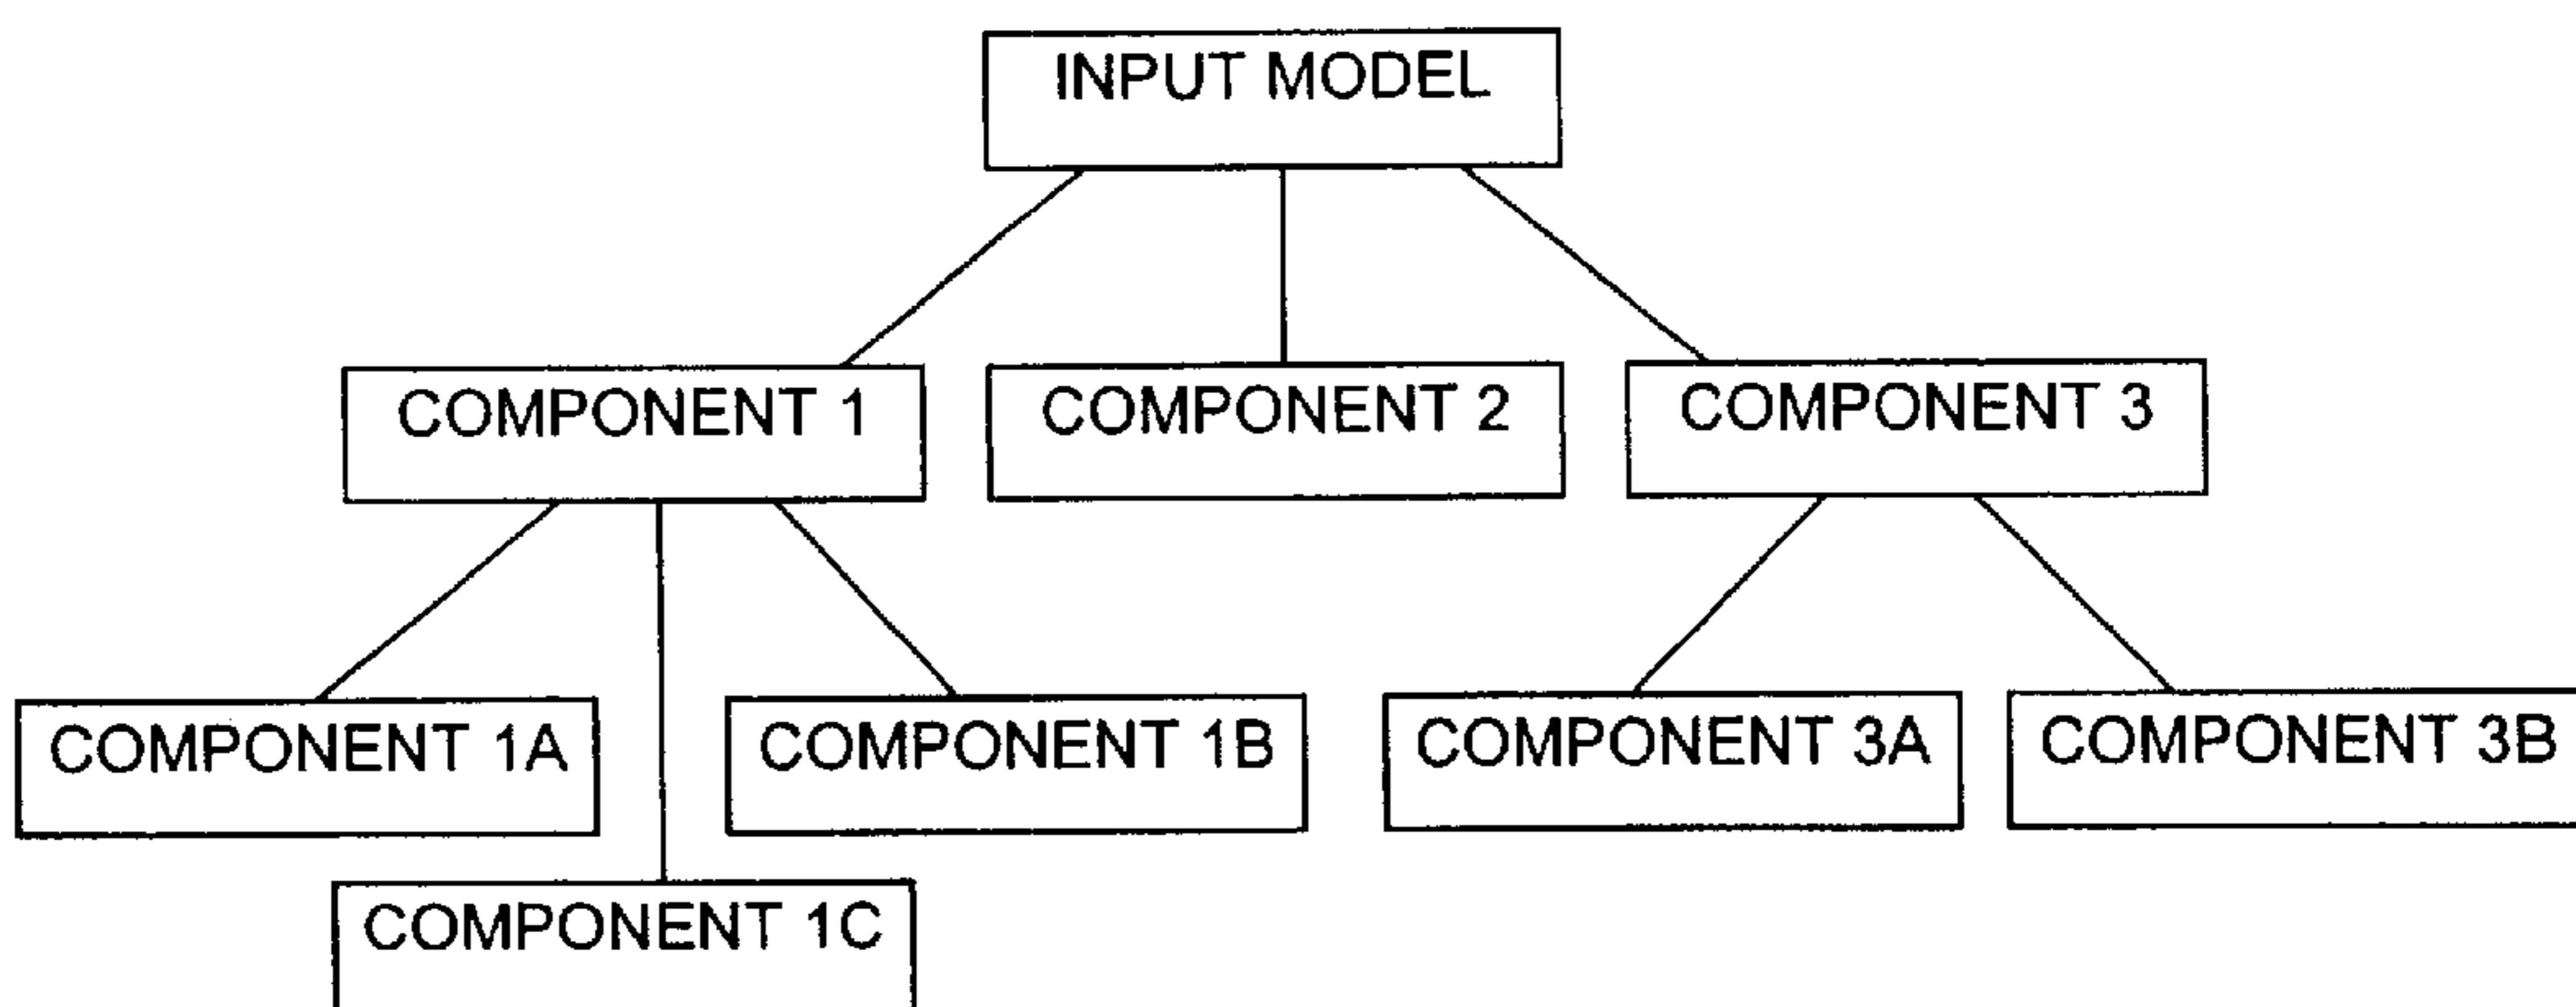 INPUT MODEL
COMPONENT 1
COMPONENT 2
COMPONENT 3
COMPONENT 1A
COMPONENT 1B
COMPONENT 3A
COMPONENT 3B
COMPONENT 1C